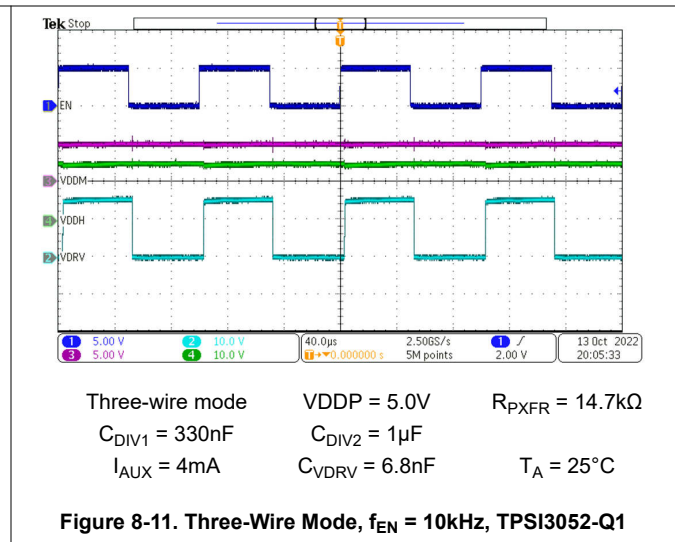 Tek Stop
T
T
1 EN
3 VDDM
4 VDDH
2 VDRV
1 5.00 V 2 10.0 V
3 5.00 V 4 10.0 V
40.0µs 2.50GS/s
T→▼0.000000 s 5M points
1 /
2.00 V
13 Oct 2022
20:05:33
Three-wire mode VDDP = 5.0V RPXFR = 14.7kΩ
CDIV1 = 330nF CDIV2 = 1µF
IAUX = 4mA CVDRV = 6.8nF TA = 25°C
Figure 8-11. Three-Wire Mode, fEN = 10kHz, TPSI3052-Q1